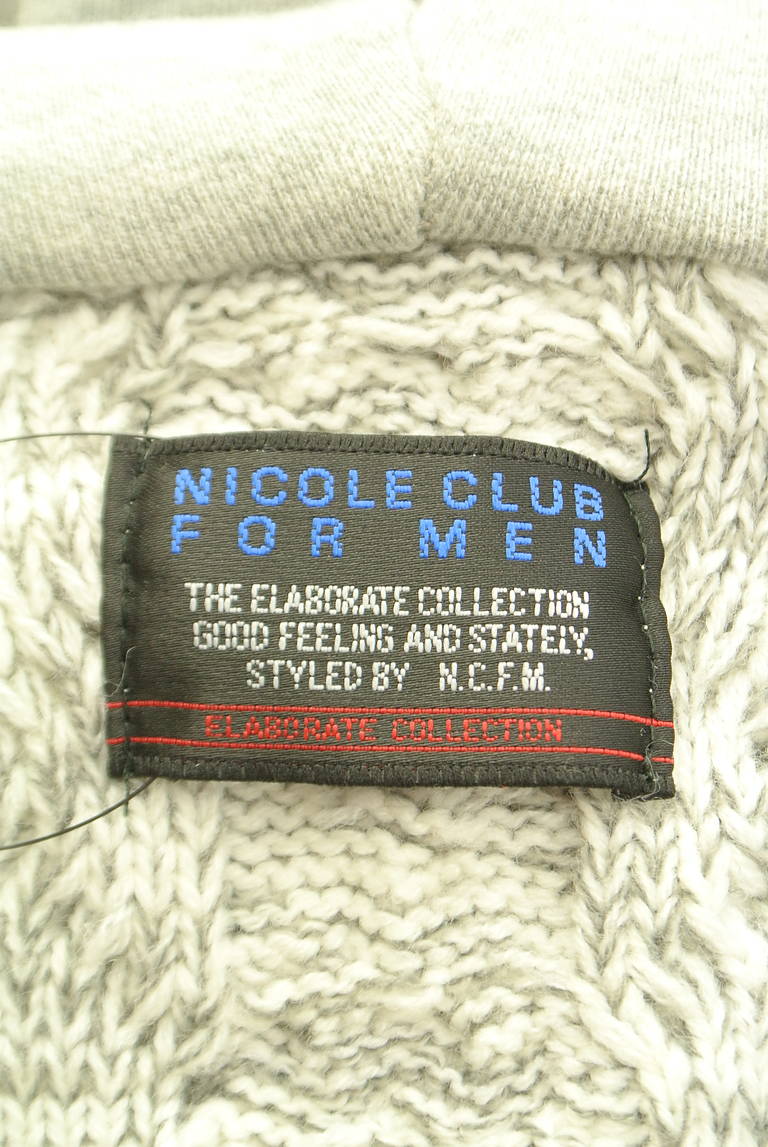 NICOLE CLUB
FOR MEN
THE ELABORATE COLLECTION
GOOD FEELING AND STATELY,
STYLED BY N.C.F.M.
ELABORATE COLLECTION